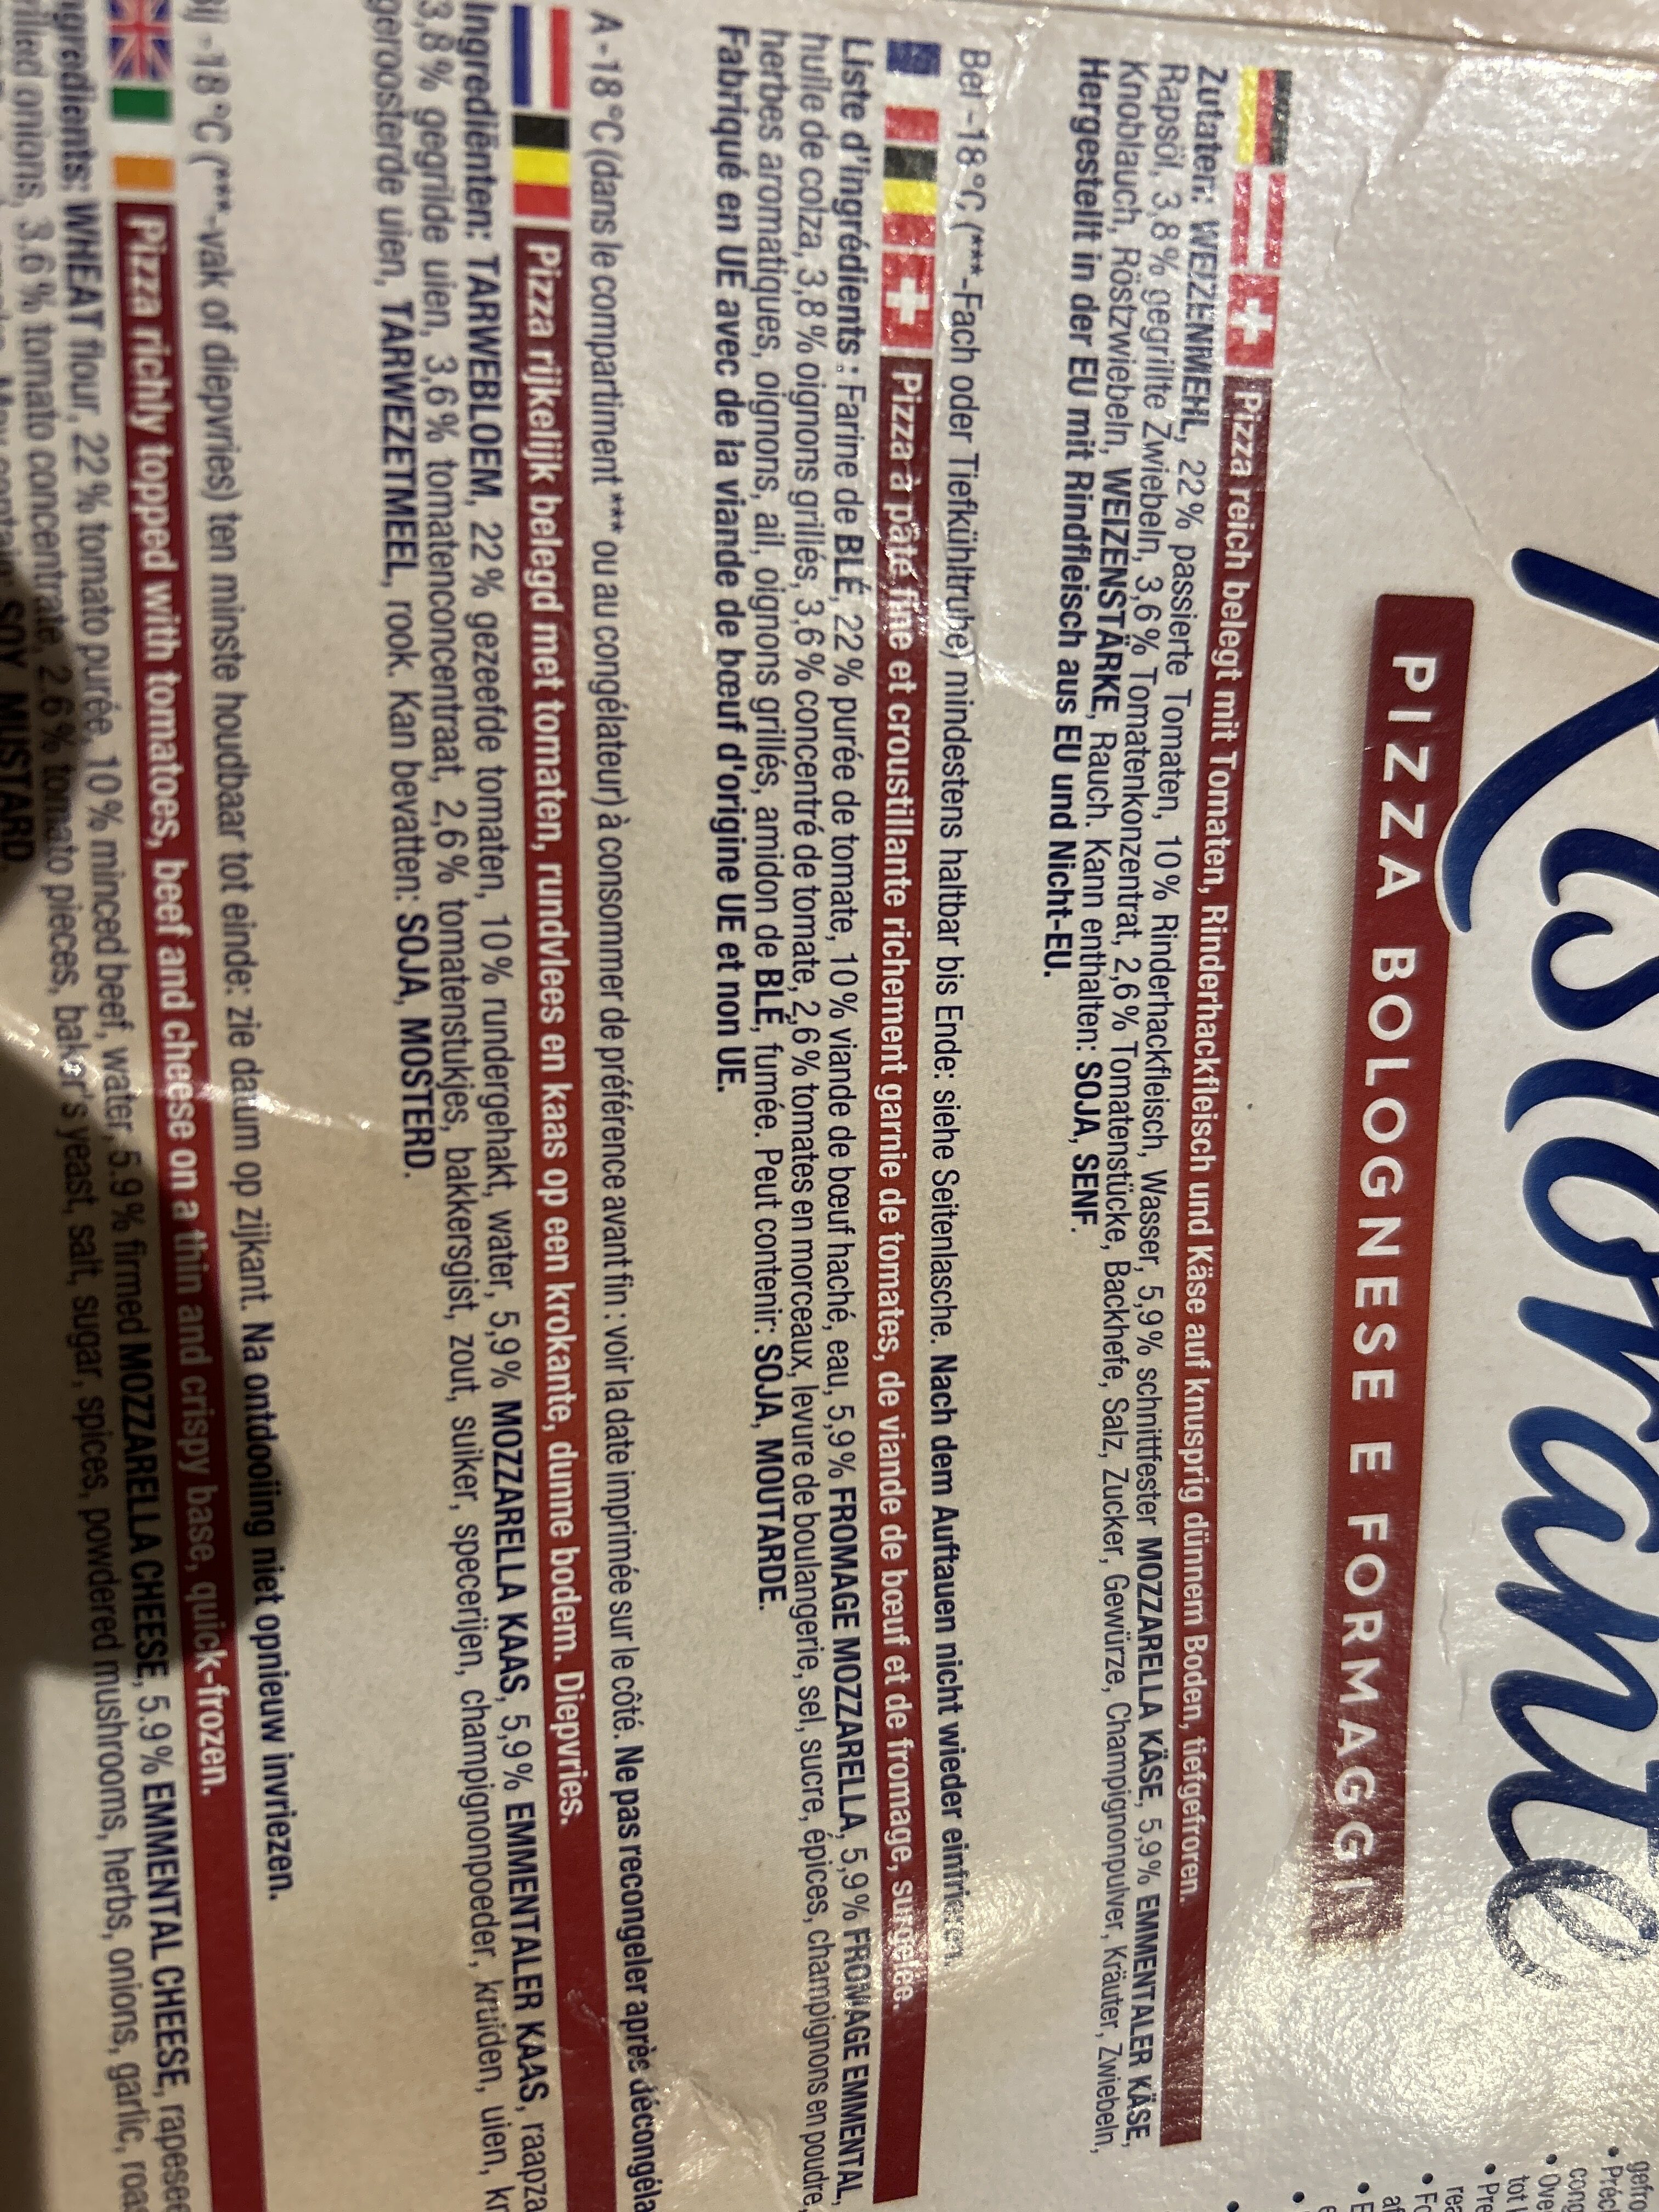 Ristorante
PIZZA BOLOGNESE E FORMAGGI
Pizza reich belegt mit Tomaten, Rinderhackfleisch und Käse auf knusprig dünnem Boden, tiefgefroren.
Zutaten: WEIZENMEHL, 22 % passierte Tomaten, 10 % Rinderhackfleisch, Wasser, 5,9 % schnittfester MOZZARELLA KÄSE, 5,9 % EMMENTALER KÄSE,
Rapsöl, 3,8 % gegrillte Zwiebeln, 3,6 % Tomatenkonzentrat, 2,6 % Tomatenstücke, Backhefe, Salz, Zucker, Gewürze, Champignonpulver, Kräuter, Zwiebeln,
Knoblauch, Röstzwiebeln, WEIZENSTÄRKE, Rauch. Kann enthalten: SOJA, SENF.
Hergestellt in der EU mit Rindfleisch aus EU und Nicht-EU.
Bei -18 °C (***-Fach oder Tiefkühltruhe) mindestens haltbar bis Ende: siehe Seitenlasche. Nach dem Auftauen nicht wieder einfrieren.
Pizza à pâte fine et croustillante richement garnie de tomates, de viande de bœuf et de fromage, surgelée.
Liste d'ingrédients : Farine de BLÉ, 22 % purée de tomate, 10 % viande de bœuf haché, eau, 5,9 % FROMAGE MOZZARELLA, 5,9 % FROMAGE EMMENTAL,
huile de colza, 3,8 % oignons grillés, 3,6 % concentré de tomate, 2,6 % tomates en morceaux, levure de boulangerie, sel, sucre, épices, champignons en poudre,
herbes aromatiques, oignons, ail, oignons grillés, amidon de BLÉ, fumée. Peut contenir: SOJA, MOUTARDE.
Fabriqué en UE avec de la viande de bœuf d'origine UE et non UE.
A -18 °C (dans le compartiment *** ou au congélateur) à consommer de préférence avant fin : voir la date imprimée sur le côté. Ne pas recongeler après décongéla
Pizza rijkelijk belegd met tomaten, rundvlees en kaas op een krokante, dunne bodem. Diepvries.
Ingrediënten: TARWEBLOEM, 22 % gezeefde tomaten, 10 % rundergehakt, water, 5,9 % MOZZARELLA KAAS, 5,9 % EMMENTALER KAAS, raapza
3,8 % gegrilde uien, 3,6 % tomatenconcentraat, 2,6 % tomatenstukjes, bakkersgist, zout, suiker, specerijen, champignonpoeder, kruiden, uien, kn
geroosterde uien, TARWEZETMEEL, rook. Kan bevatten: SOJA, MOSTERD.
Bij -18 °C (***-vak of diepvries) ten minste houdbaar tot einde: zie datum op zijkant. Na ontdooiing niet opnieuw invriezen.
Pizza richly topped with tomatoes, beef and cheese on a thin and crispy base, quick-frozen.
Ingredients: WHEAT flour, 22 % tomato purée, 10 % minced beef, water, 5.9 % firmed MOZZARELLA CHEESE, 5.9 % EMMENTAL CHEESE, rapesee
grilled onions, 3.6 % tomato concentrate, 2.6 % tomato pieces, baker's yeast, salt, sugar, spices, powdered mushrooms, herbs, onions, garlic, roas
SOY, MUSTARD.